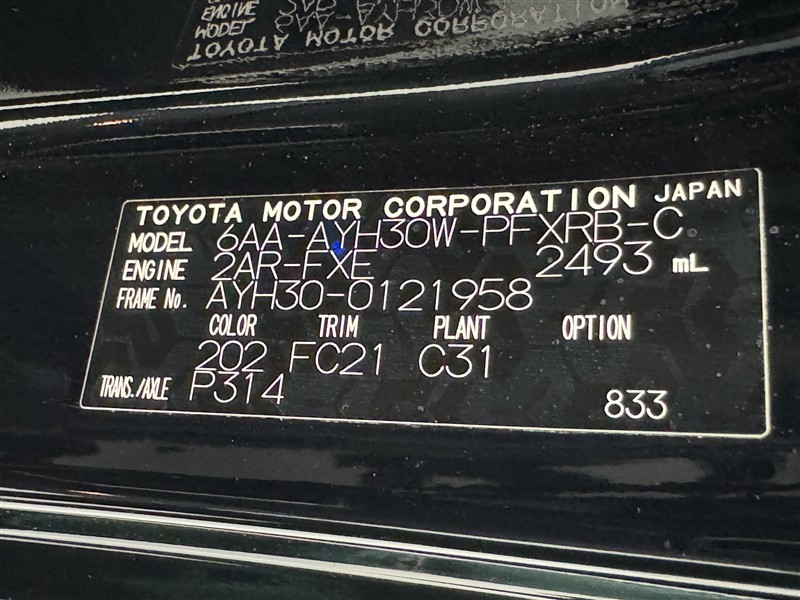 TOYOTA MOTOR CORPORATION JAPAN
MODEL 6AA-AYH30W-PFXRB-C
ENGINE 2AR-FXE 2493 mL
FRAME No. AYH30-0121958
COLOR TRIM PLANT OPTION
202 FC21 C31
TRANS./AXLE P314
833